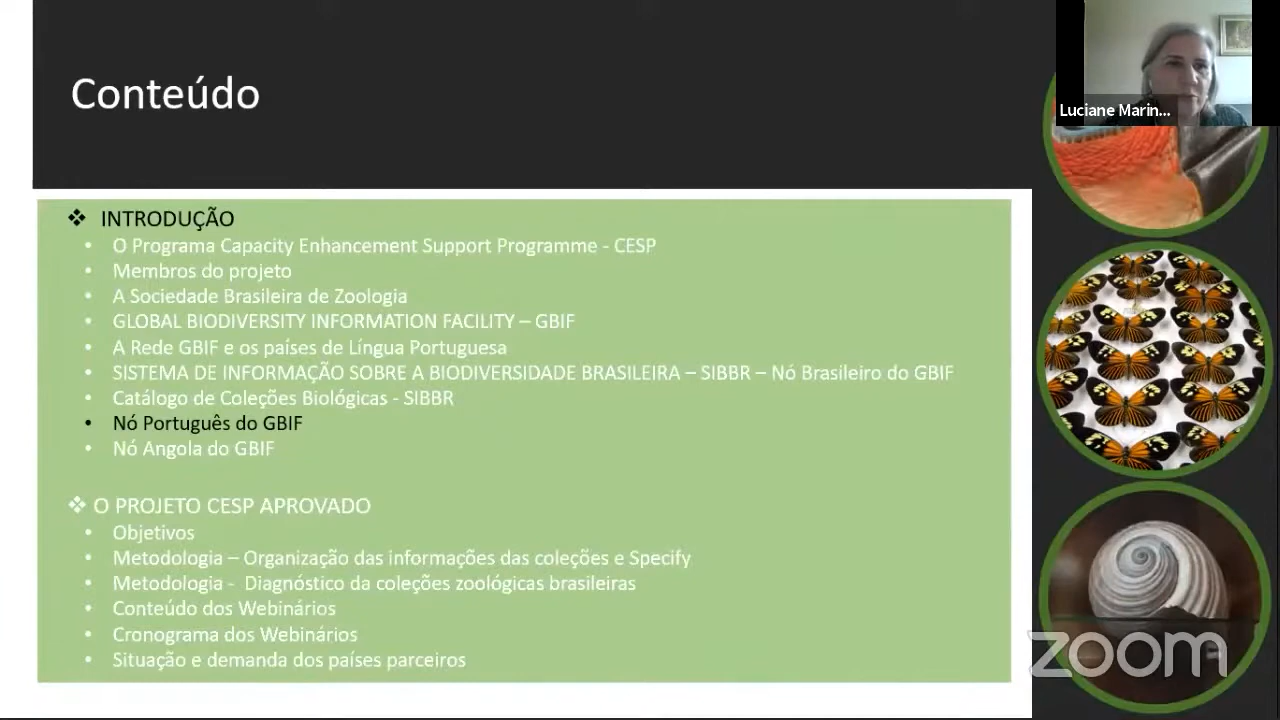 Conteúdo
Luciane Marin...
❖ INTRODUÇÃO
• O Programa Capacity Enhancement Support Programme - CESP
• Membros do projeto
• A Sociedade Brasileira de Zoologia
• GLOBAL BIODIVERSITY INFORMATION FACILITY – GBIF
• A Rede GBIF e os países de Língua Portuguesa
• SISTEMA DE INFORMAÇÃO SOBRE A BIODIVERSIDADE BRASILEIRA – SIBBR – Nó Brasileiro do GBIF
• Catálogo de Coleções Biológicas - SIBBR
• Nó Português do GBIF
• Nó Angola do GBIF
❖ O PROJETO CESP APROVADO
• Objetivos
• Metodologia – Organização das informações das coleções e Specify
• Metodologia - Diagnóstico da coleções zoológicas brasileiras
• Conteúdo dos Webinários
• Cronograma dos Webinários
• Situação e demanda dos países parceiros
zoom